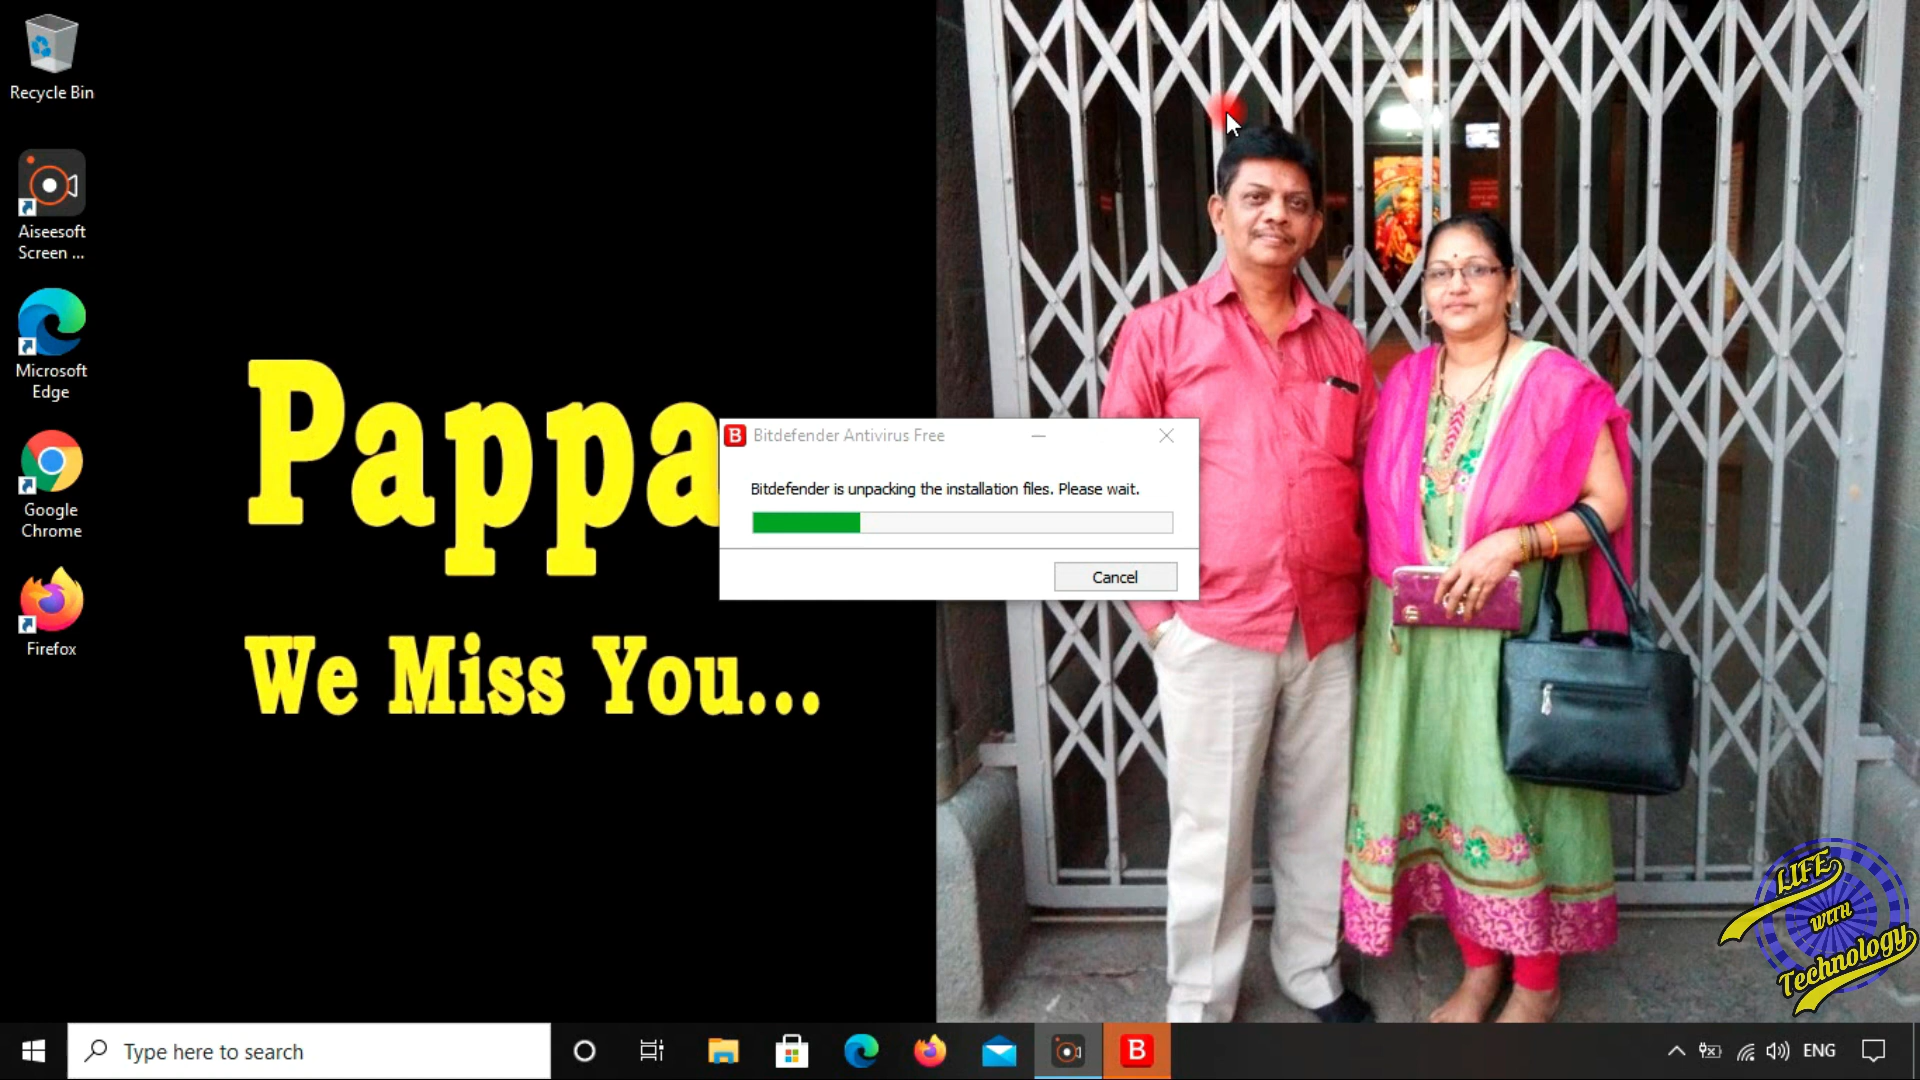 Recycle Bin
Aiseesoft
Screen ...
Microsoft
Edge
Google
Chrome
Firefox
Pappa
We Miss You...
B Bitdefender Antivirus Free
Bitdefender is unpacking the installation files. Please wait.
Cancel
LIFE
WITH
Technology
Type here to search
B
ENG